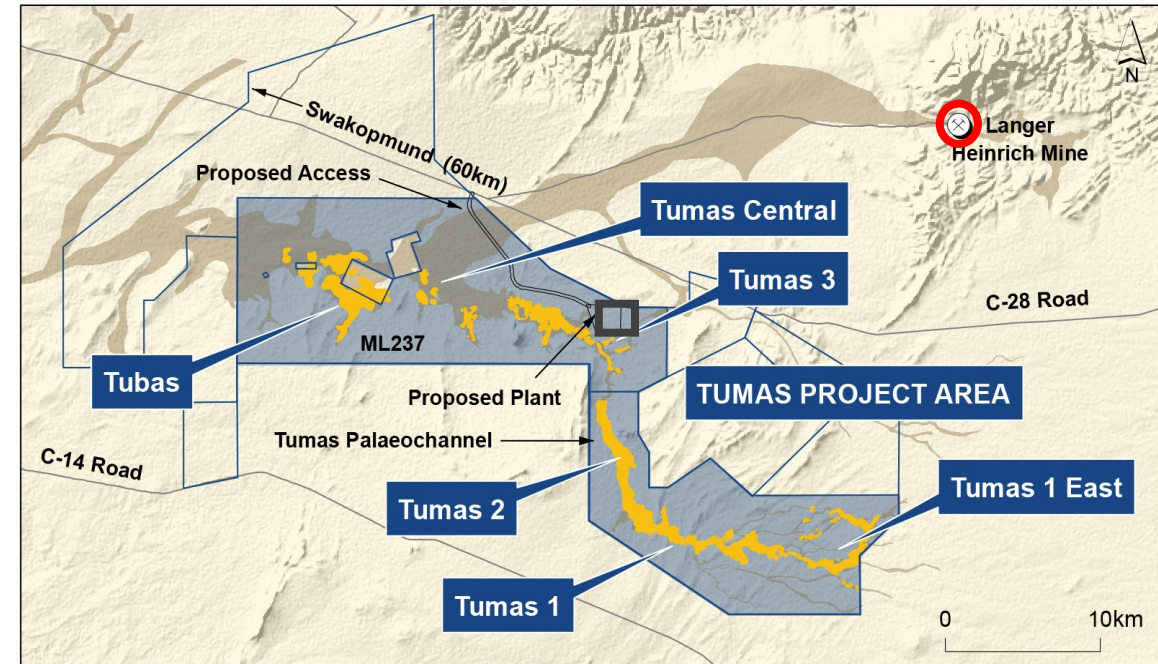 N
Langer
Heinrich Mine
Swakopmund (60km)
Proposed Access
Tumas Central
Tumas 3
C-28 Road
ML237
Tubas
Proposed Plant
TUMAS PROJECT AREA
Tumas Palaeochannel
C-14 Road
Tumas 2
Tumas 1 East
Tumas 1
0
10km